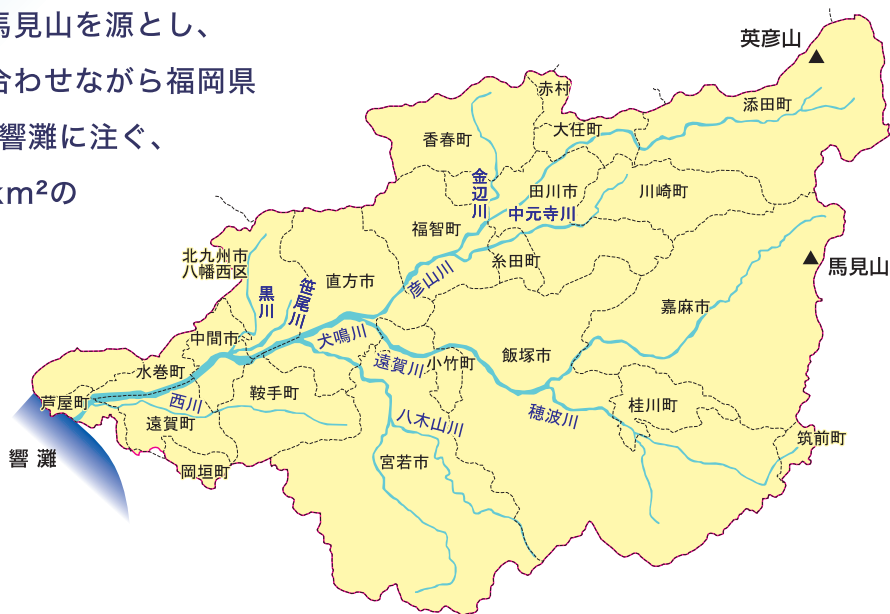 馬見山を源とし、
合わせながら福岡県
響灘に注ぐ、
km²の
英彦山
添田町
赤村
大任町
香春町
金辺川
田川市
川崎町
中元寺川
福智町
糸田町
彦山川
馬見山
北九州市
八幡西区
黒川
笹尾川
直方市
嘉麻市
中間市
犬鳴川
遠賀川
小竹町
飯塚市
水巻町
芦屋町
西川
鞍手町
遠賀町
八木山川
穂波川
桂川町
筑前町
響灘
岡垣町
宮若市